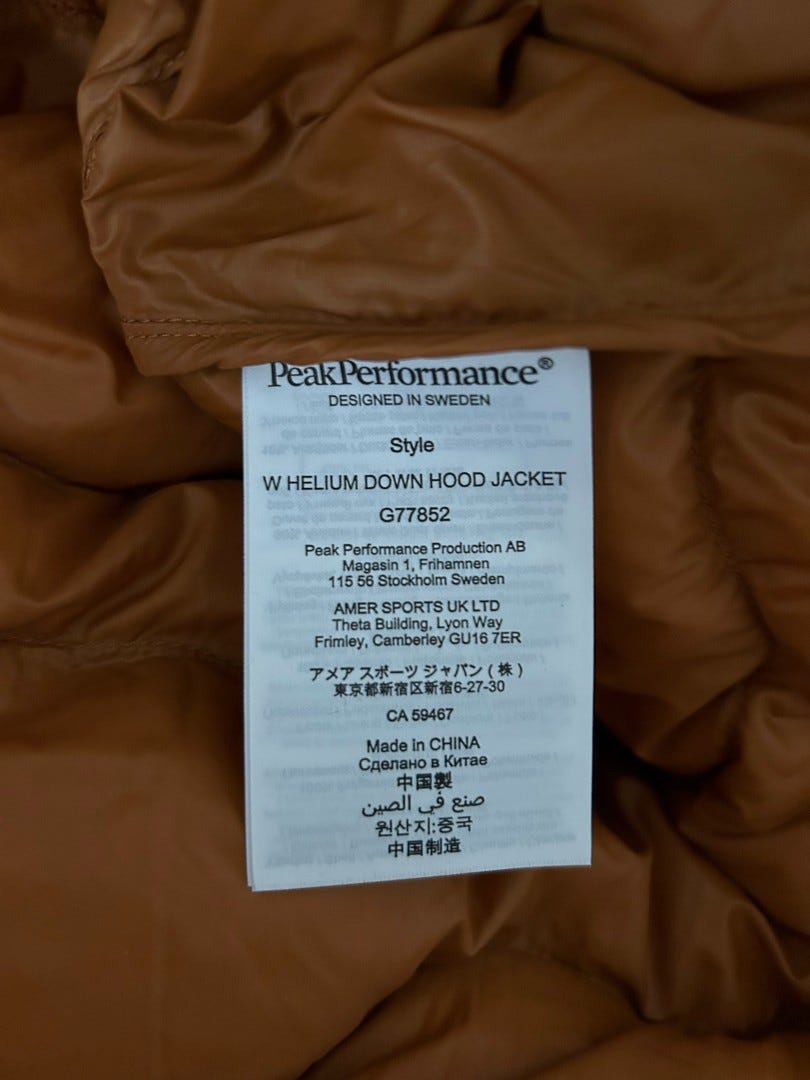 PeakPerformance®
DESIGNED IN SWEDEN
Style
W HELIUM DOWN HOOD JACKET
G77852
Peak Performance Production AB
Magasin 1, Frihamnen
115 56 Stockholm Sweden
AMER SPORTS UK LTD
Theta Building, Lyon Way
Frimley, Camberley GU16 7ER
アメア スポーツ ジャパン ( 株 )
東京都新宿区新宿6-27-30
CA 59467
Made in CHINA
Сделано в Китае
中国製
صنع في الصين
원산지:중국
中国制造